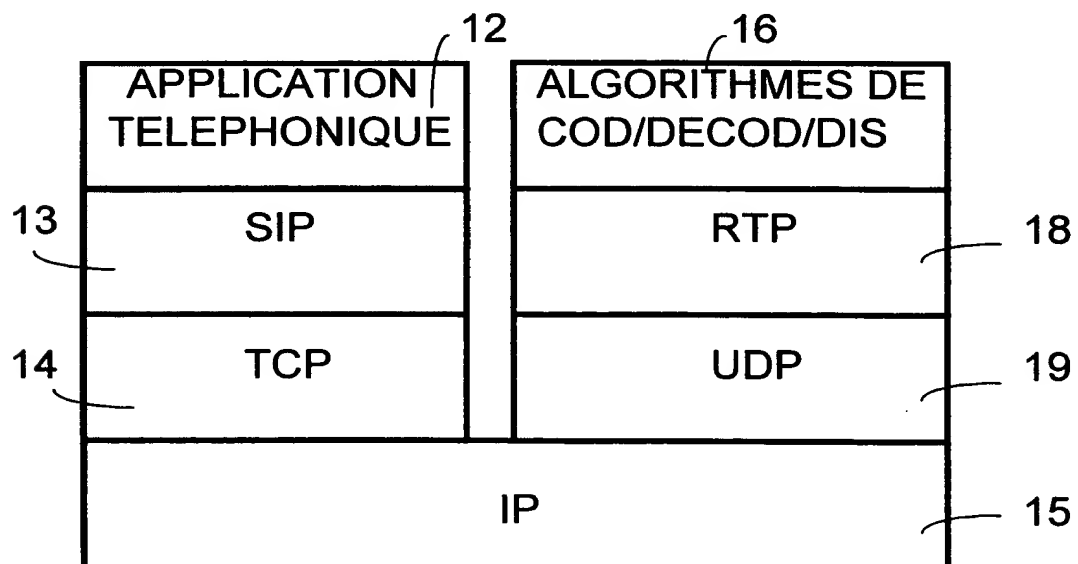 12
16
APPLICATION
TELEPHONIQUE
ALGORITHMES DE
COD/DECOD/DIS
13
SIP
RTP
18
14
TCP
UDP
19
IP
15